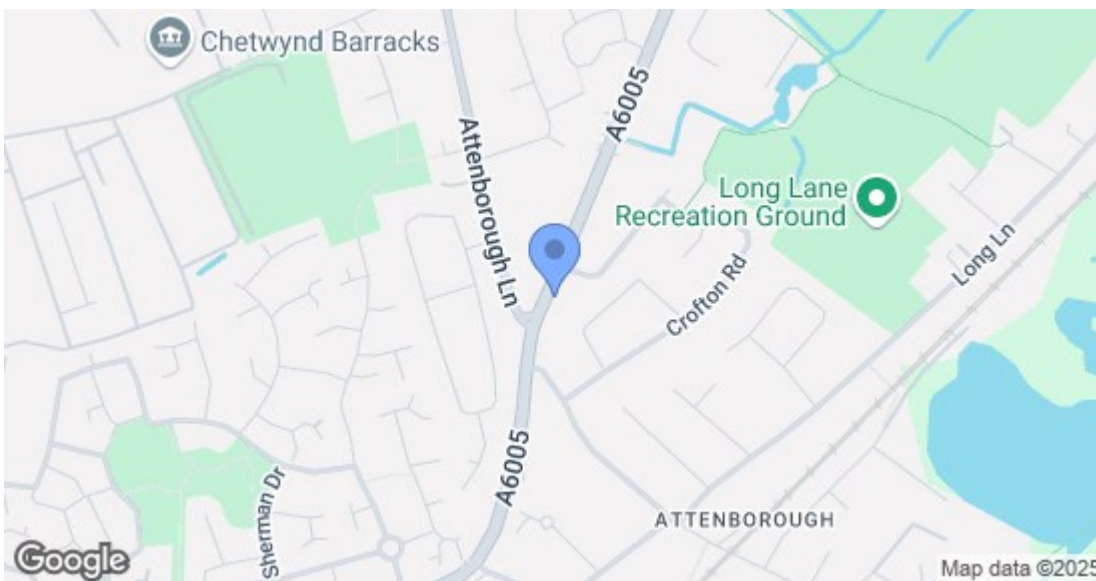 Chetwynd Barracks
A6005
Attenborough Ln
Long Lane
Recreation Ground
Long Ln
Crofton Rd
A6005
Sherman Dr
ATTENBOROUGH
Google
Map data ©2025